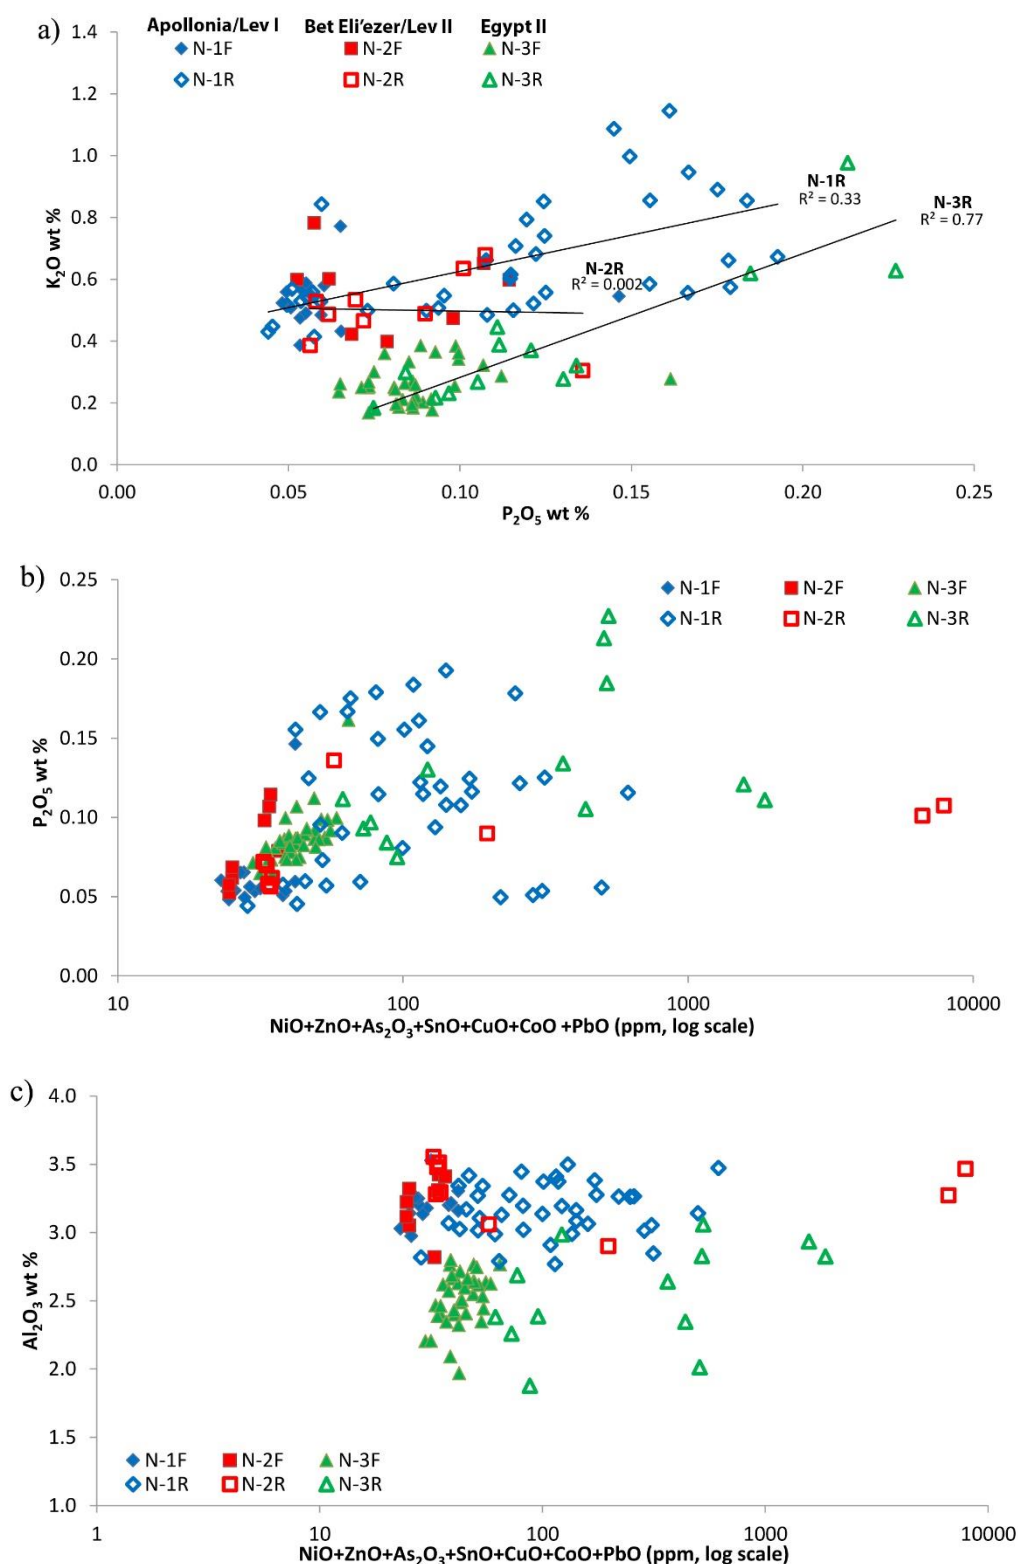 a)
Apollonia/Lev I Bet Eli'ezer/Lev II Egypt II
N-1F N-2F N-3F
N-1R N-2R N-3R
K₂O wt %
1.4
1.2
1.0
0.8
0.6
0.4
0.2
0.0
N-1R
R² = 0.33
N-3R
R² = 0.77
N-2R
R² = 0.002
0.00 0.05 0.10 0.15 0.20 0.25
P₂O₅ wt %
b)
N-1F N-2F N-3F
N-1R N-2R N-3R
P₂O₅ wt %
0.25
0.20
0.15
0.10
0.05
0.00
10 100 1000 10000
NiO+ZnO+As₂O₃+SnO+CuO+CoO +PbO (ppm, log scale)
c)
Al₂O₃ wt %
4.0
3.5
3.0
2.5
2.0
1.5
1.0
N-1F N-2F N-3F
N-1R N-2R N-3R
1 10 100 1000 10000
NiO+ZnO+As₂O₃+SnO+CuO+CoO+PbO (ppm, log scale)